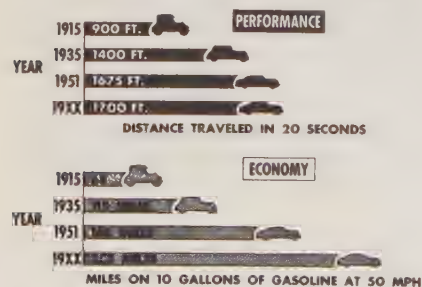 PERFORMANCE
YEAR
1915 900 FT.
1935 1400 FT.
1951 1675 FT.
19XX 1700 FT.
DISTANCE TRAVELED IN 20 SECONDS
ECONOMY
YEAR
1915
1935
1951
19XX
MILES ON 10 GALLONS OF GASOLINE AT 50 MPH